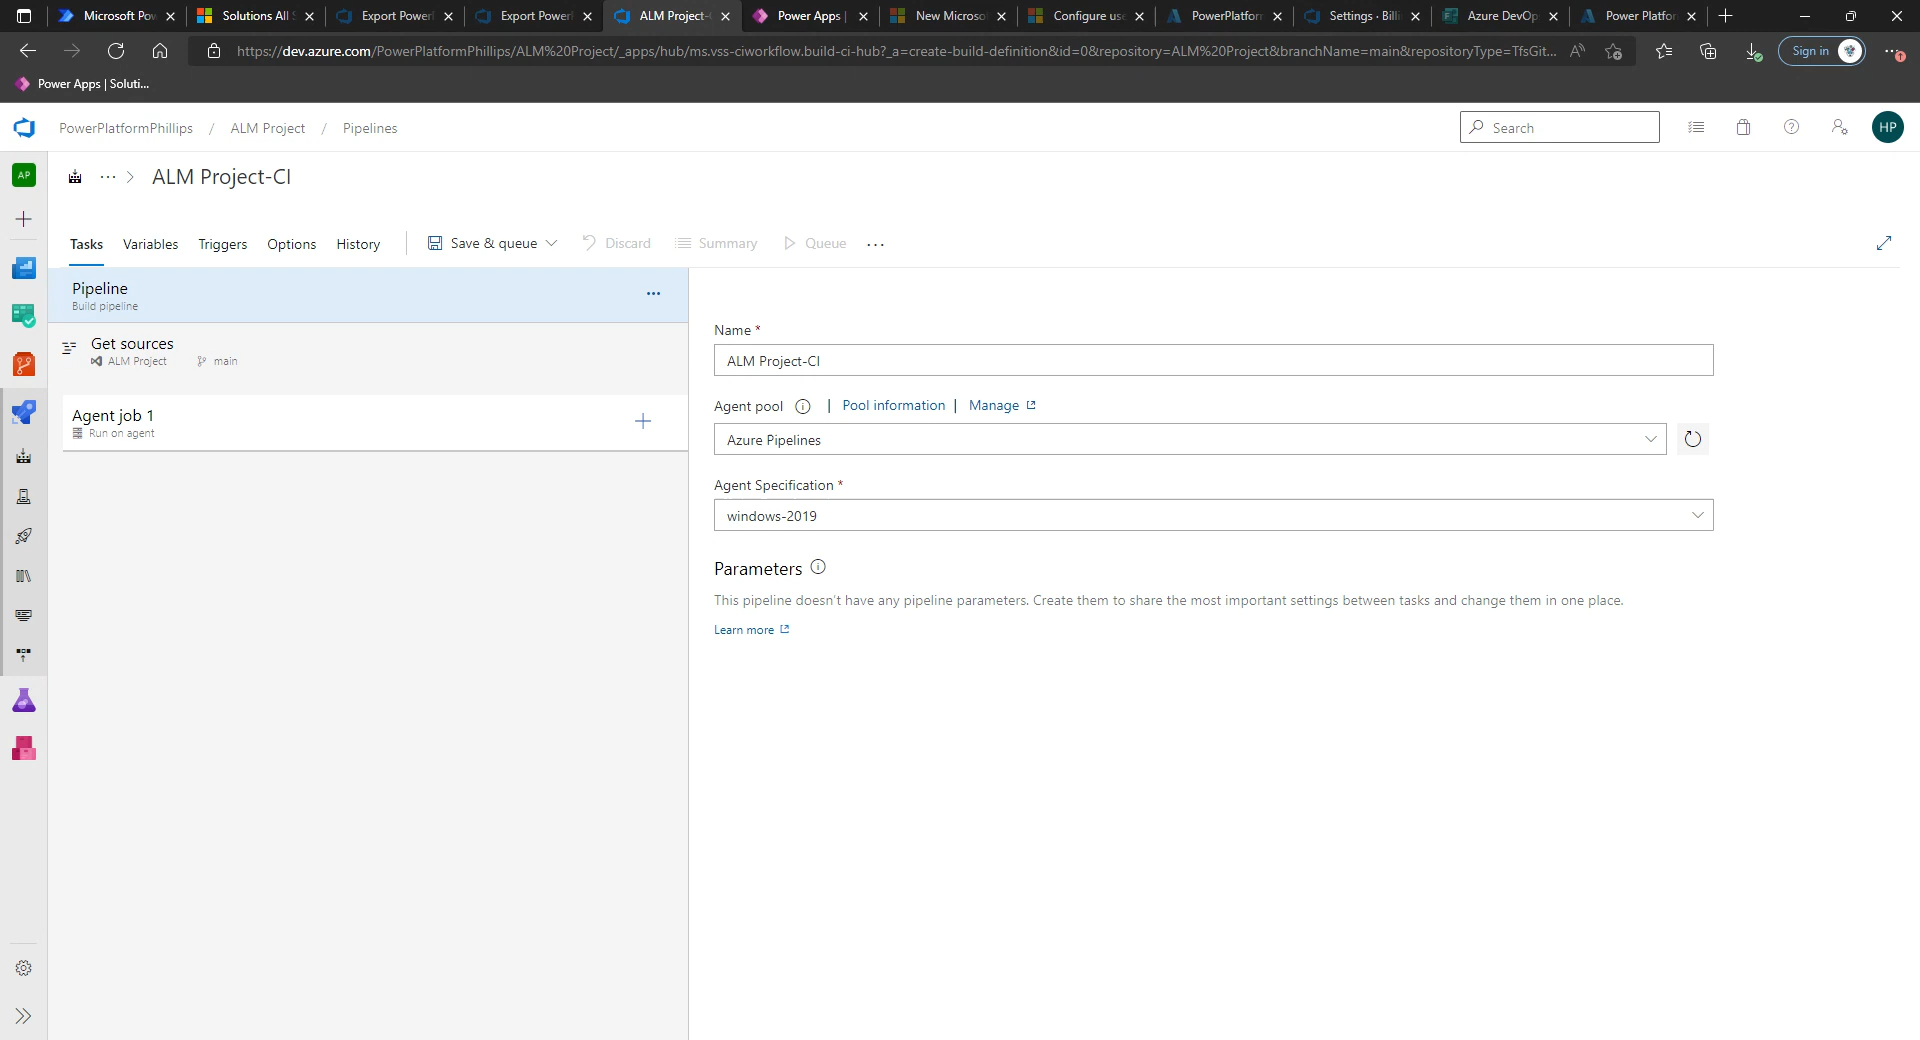 Microsoft Pow
Solutions All S
Export PowerP
Export PowerP
ALM Project-
Power Apps |
New Microsof
Configure use
PowerPlatform
Settings · Billi
Azure DevOp
Power Platfor
https://dev.azure.com/PowerPlatformPhillips/ALM%20Project/_apps/hub/ms.vss-ciworkflow.build-ci-hub?_a=create-build-definition&id=0&repository=ALM%20Project&branchName=main&repositoryType=TfsGit...
Sign in
Power Apps | Soluti...
PowerPlatformPhillips / ALM Project / Pipelines
Search
HP
AP
ALM Project-CI
Tasks
Variables
Triggers
Options
History
Save & queue
Discard
Summary
Queue
Pipeline
Build pipeline
Get sources
ALM Project
main
Agent job 1
Run on agent
Name *
ALM Project-CI
Agent pool
| Pool information | Manage
Azure Pipelines
Agent Specification *
windows-2019
Parameters
This pipeline doesn't have any pipeline parameters. Create them to share the most important settings between tasks and change them in one place.
Learn more